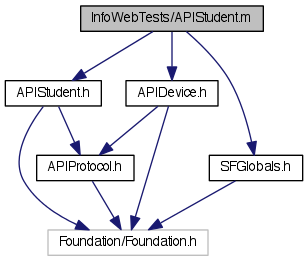 InfoWebTests/APIStudent.m
APIStudent.h
APIDevice.h
APIProtocol.h
SFGlobals.h
Foundation/Foundation.h